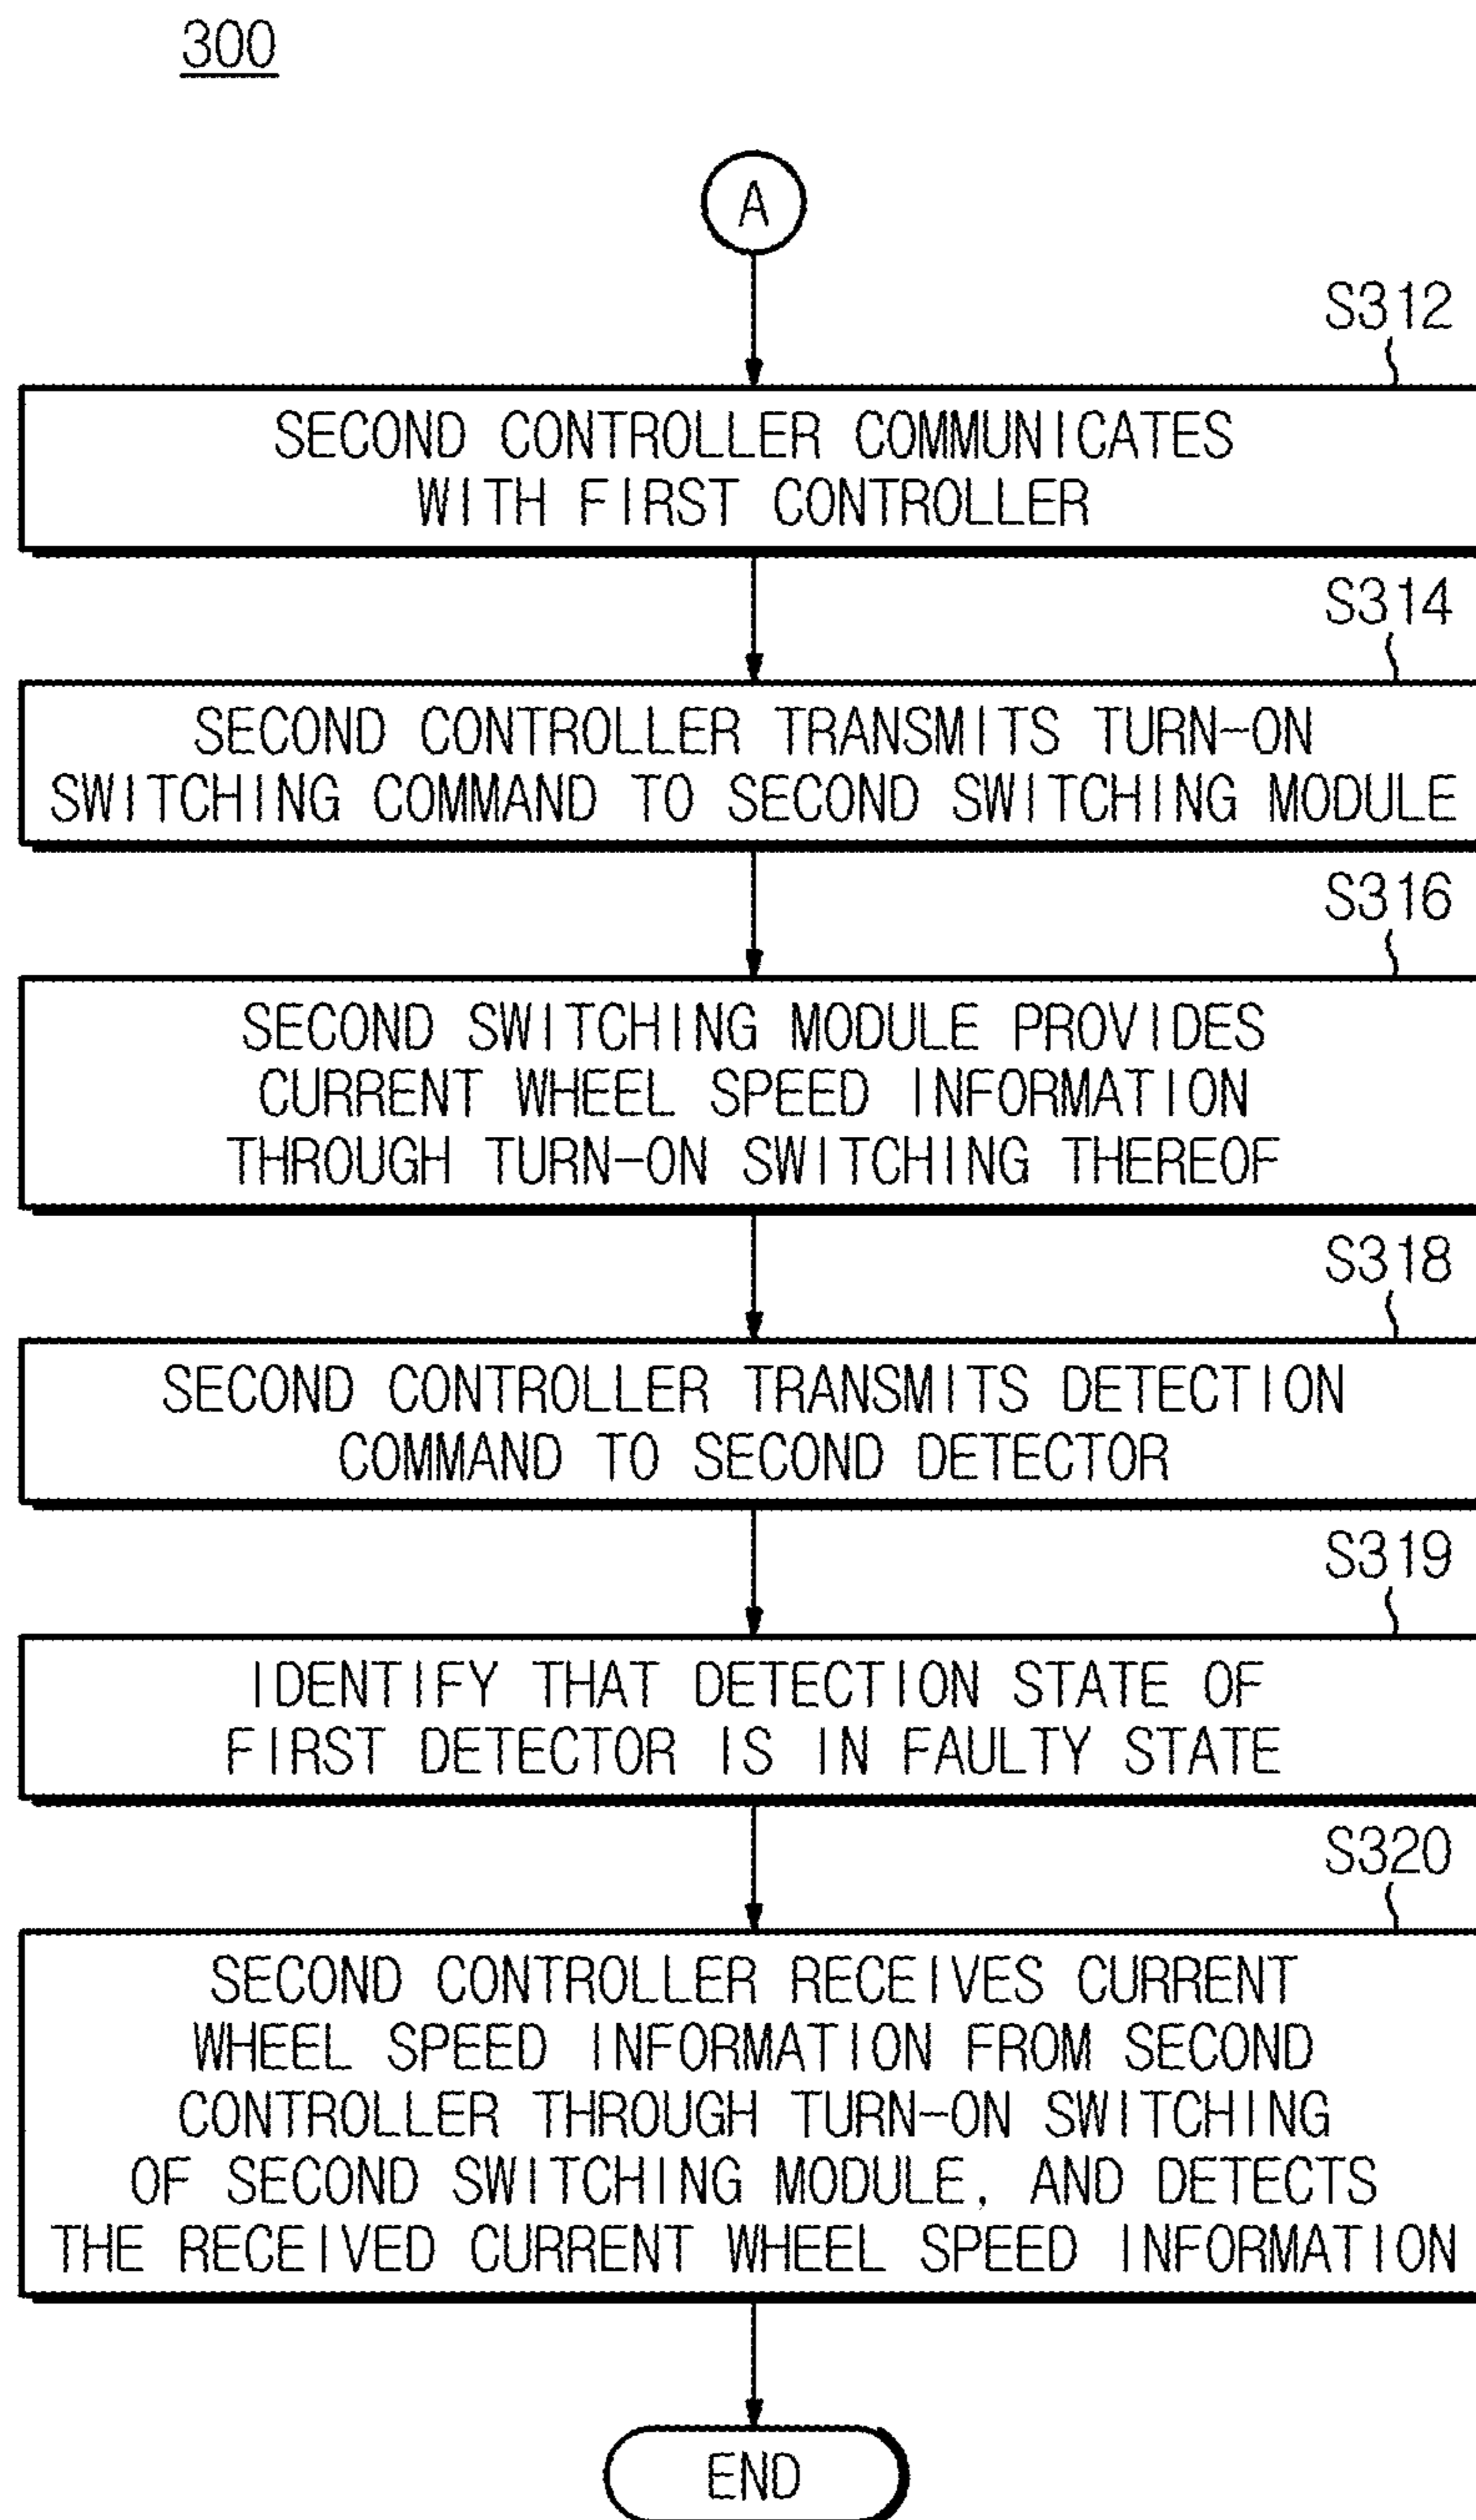 300
A
S312
SECOND CONTROLLER COMMUNICATES
WITH FIRST CONTROLLER
S314
SECOND CONTROLLER TRANSMITS TURN-ON
SWITCHING COMMAND TO SECOND SWITCHING MODULE
S316
SECOND SWITCHING MODULE PROVIDES
CURRENT WHEEL SPEED INFORMATION
THROUGH TURN-ON SWITCHING THEREOF
S318
SECOND CONTROLLER TRANSMITS DETECTION
COMMAND TO SECOND DETECTOR
S319
IDENTIFY THAT DETECTION STATE OF
FIRST DETECTOR IS IN FAULTY STATE
S320
SECOND CONTROLLER RECEIVES CURRENT
WHEEL SPEED INFORMATION FROM SECOND
CONTROLLER THROUGH TURN-ON SWITCHING
OF SECOND SWITCHING MODULE, AND DETECTS
THE RECEIVED CURRENT WHEEL SPEED INFORMATION
END